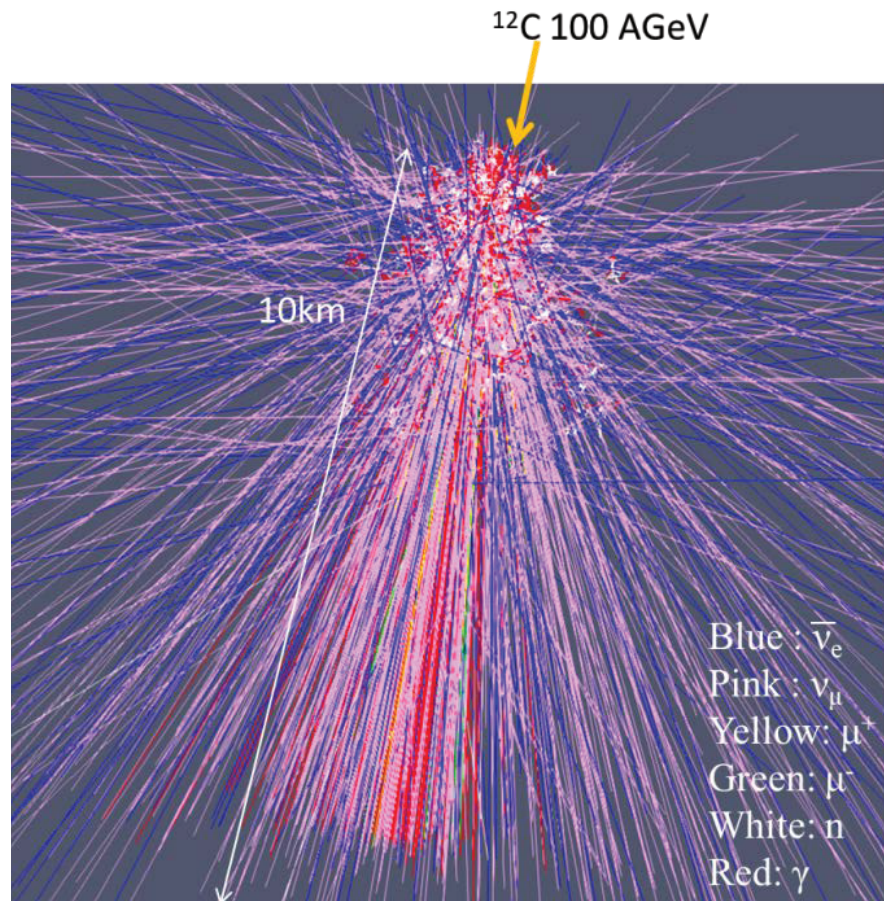 ¹²C 100 AGeV
10km
Blue : ν̅ₑ
Pink : ν_μ
Yellow: μ⁺
Green: μ⁻
White: n
Red: γ